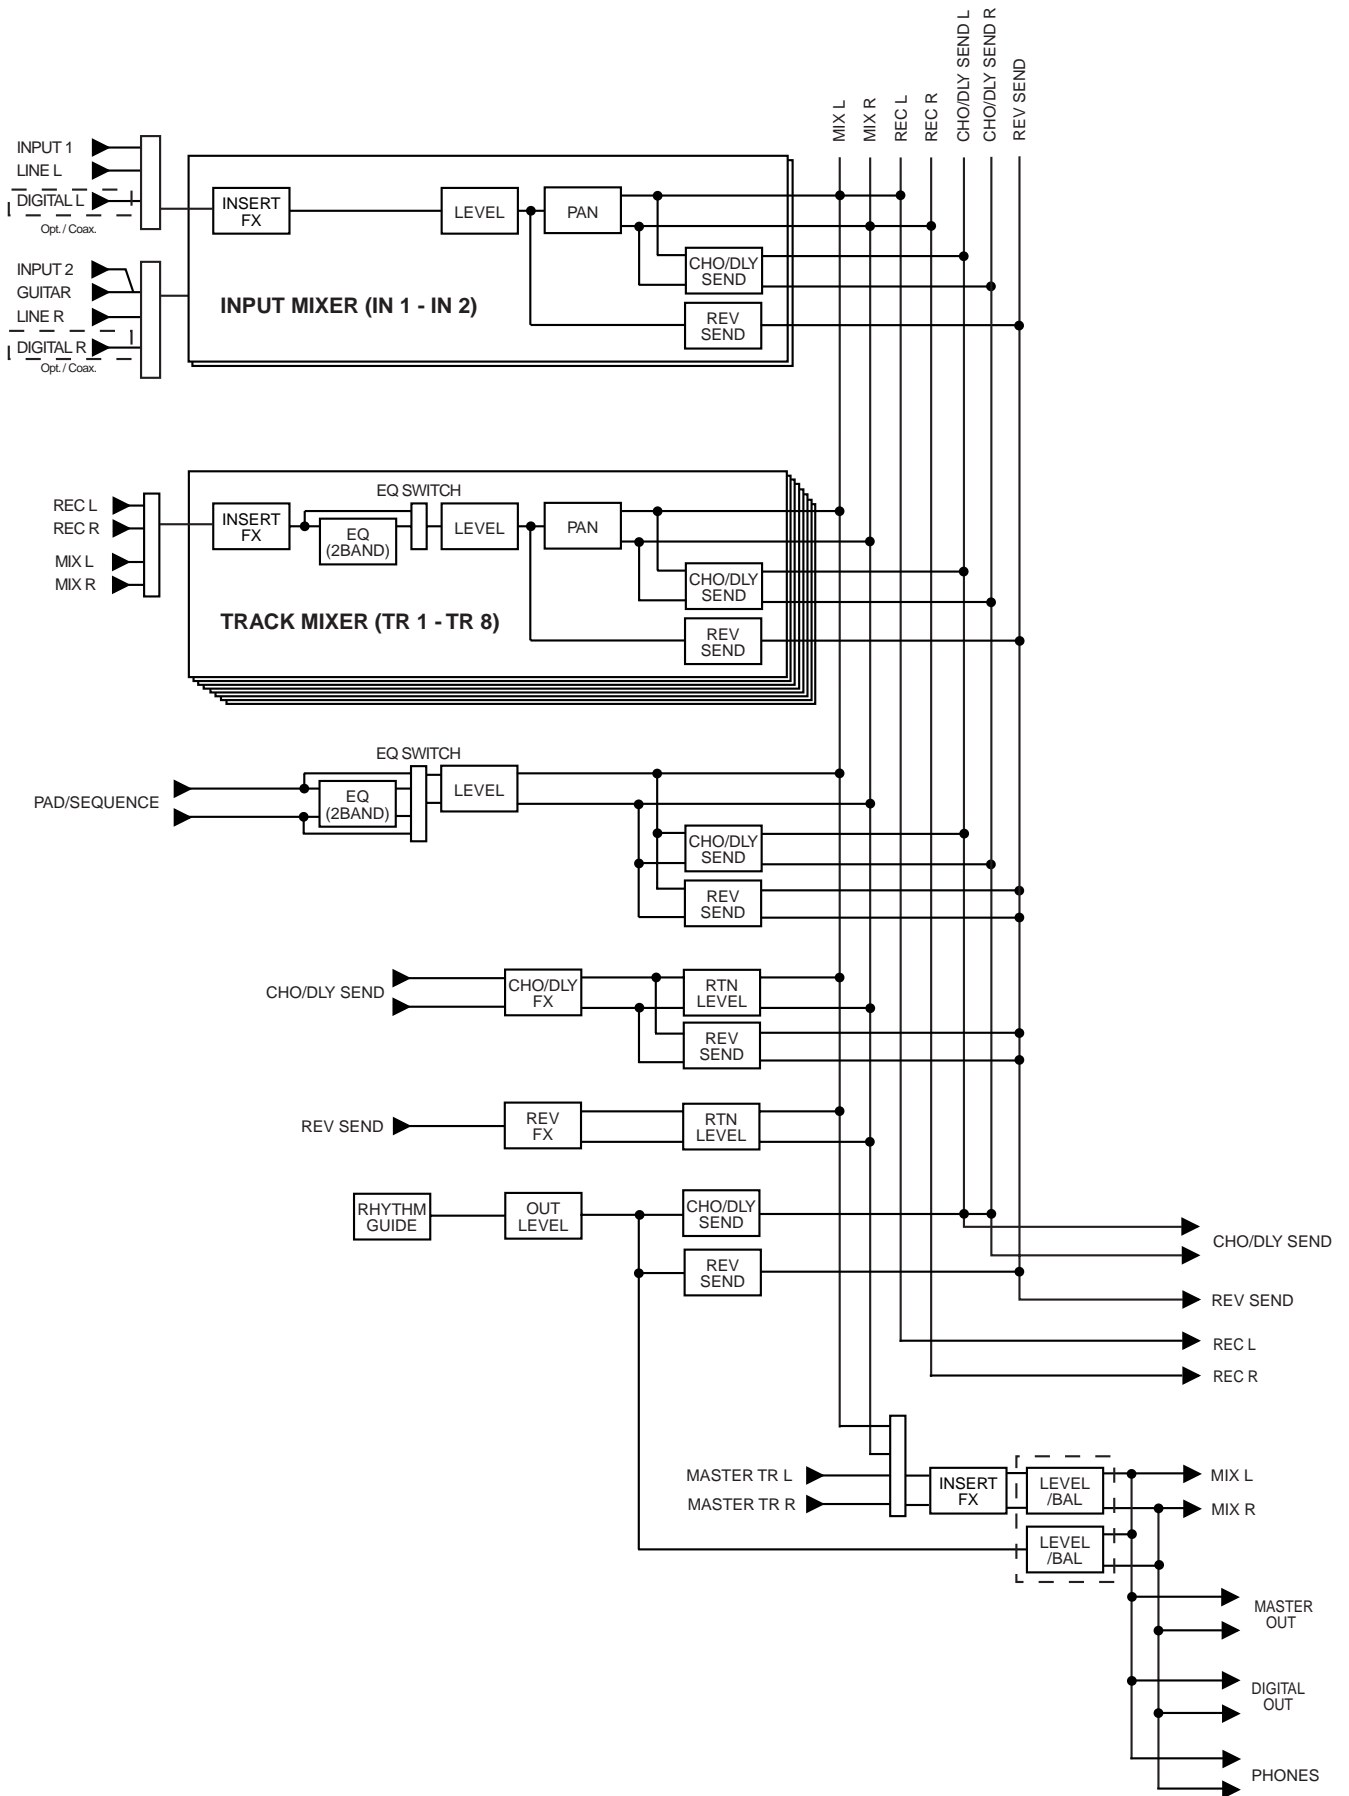 MIX L
MIX R
REC L
REC R
CHO/DLY SEND L
CHO/DLY SEND R
REV SEND
INPUT 1
LINE L
DIGITAL L
Opt. / Coax.
INPUT 2
GUITAR
LINE R
DIGITAL R
Opt. / Coax.
INSERT
FX
LEVEL
PAN
CHO/DLY
SEND
REV
SEND
INPUT MIXER (IN 1 - IN 2)
REC L
REC R
MIX L
MIX R
INSERT
FX
EQ SWITCH
EQ
(2BAND)
LEVEL
PAN
CHO/DLY
SEND
REV
SEND
TRACK MIXER (TR 1 - TR 8)
PAD/SEQUENCE
EQ SWITCH
EQ
(2BAND)
LEVEL
CHO/DLY
SEND
REV
SEND
CHO/DLY SEND
CHO/DLY
FX
RTN
LEVEL
REV
SEND
REV SEND
REV
FX
RTN
LEVEL
RHYTHM
GUIDE
OUT
LEVEL
CHO/DLY
SEND
REV
SEND
CHO/DLY SEND
REV SEND
REC L
REC R
MASTER TR L
MASTER TR R
INSERT
FX
LEVEL
/BAL
LEVEL
/BAL
MIX L
MIX R
MASTER
OUT
DIGITAL
OUT
PHONES